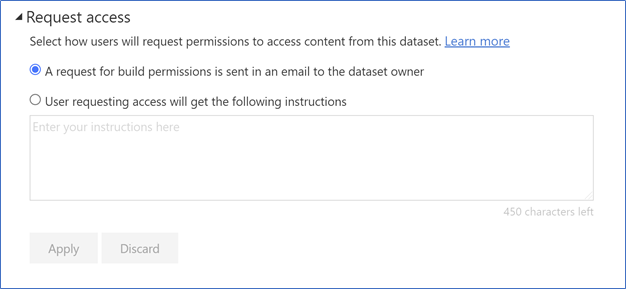 Request access
Select how users will request permissions to access content from this dataset. Learn more
A request for build permissions is sent in an email to the dataset owner
User requesting access will get the following instructions
Enter your instructions here
450 characters left
Apply Discard